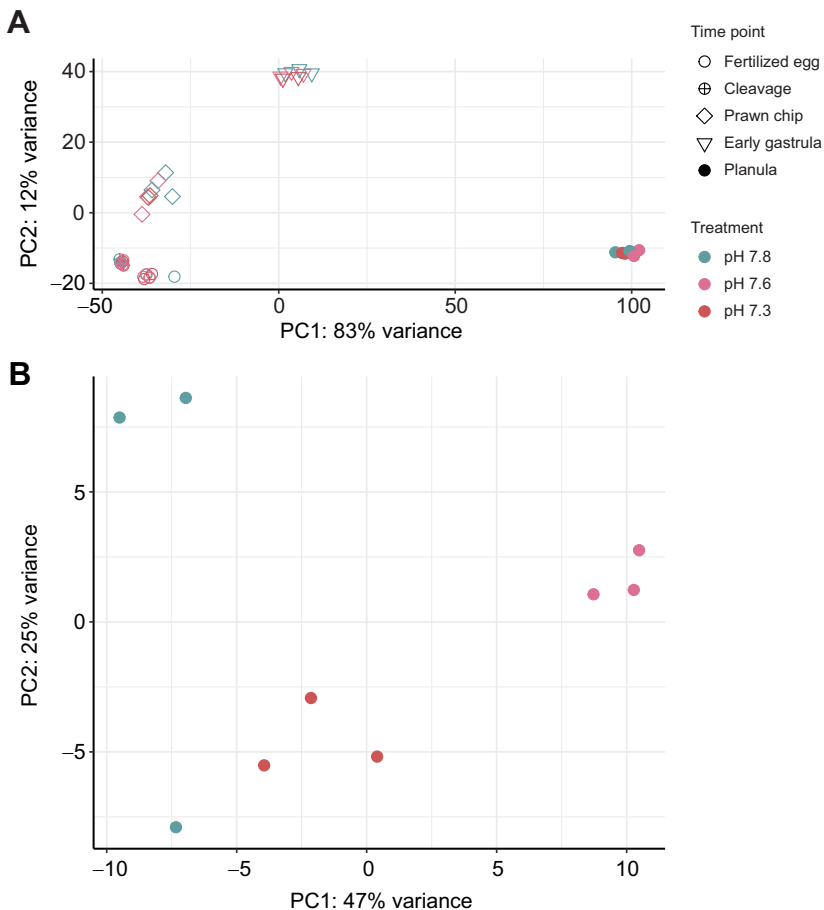 A
PC2: 12% variance
40
20
0
−20
−50
0
50
100
PC1: 83% variance
Time point
Fertilized egg
Cleavage
Prawn chip
Early gastrula
Planula
Treatment
pH 7.8
pH 7.6
pH 7.3
B
PC2: 25% variance
5
0
−5
−10
−5
0
5
10
PC1: 47% variance